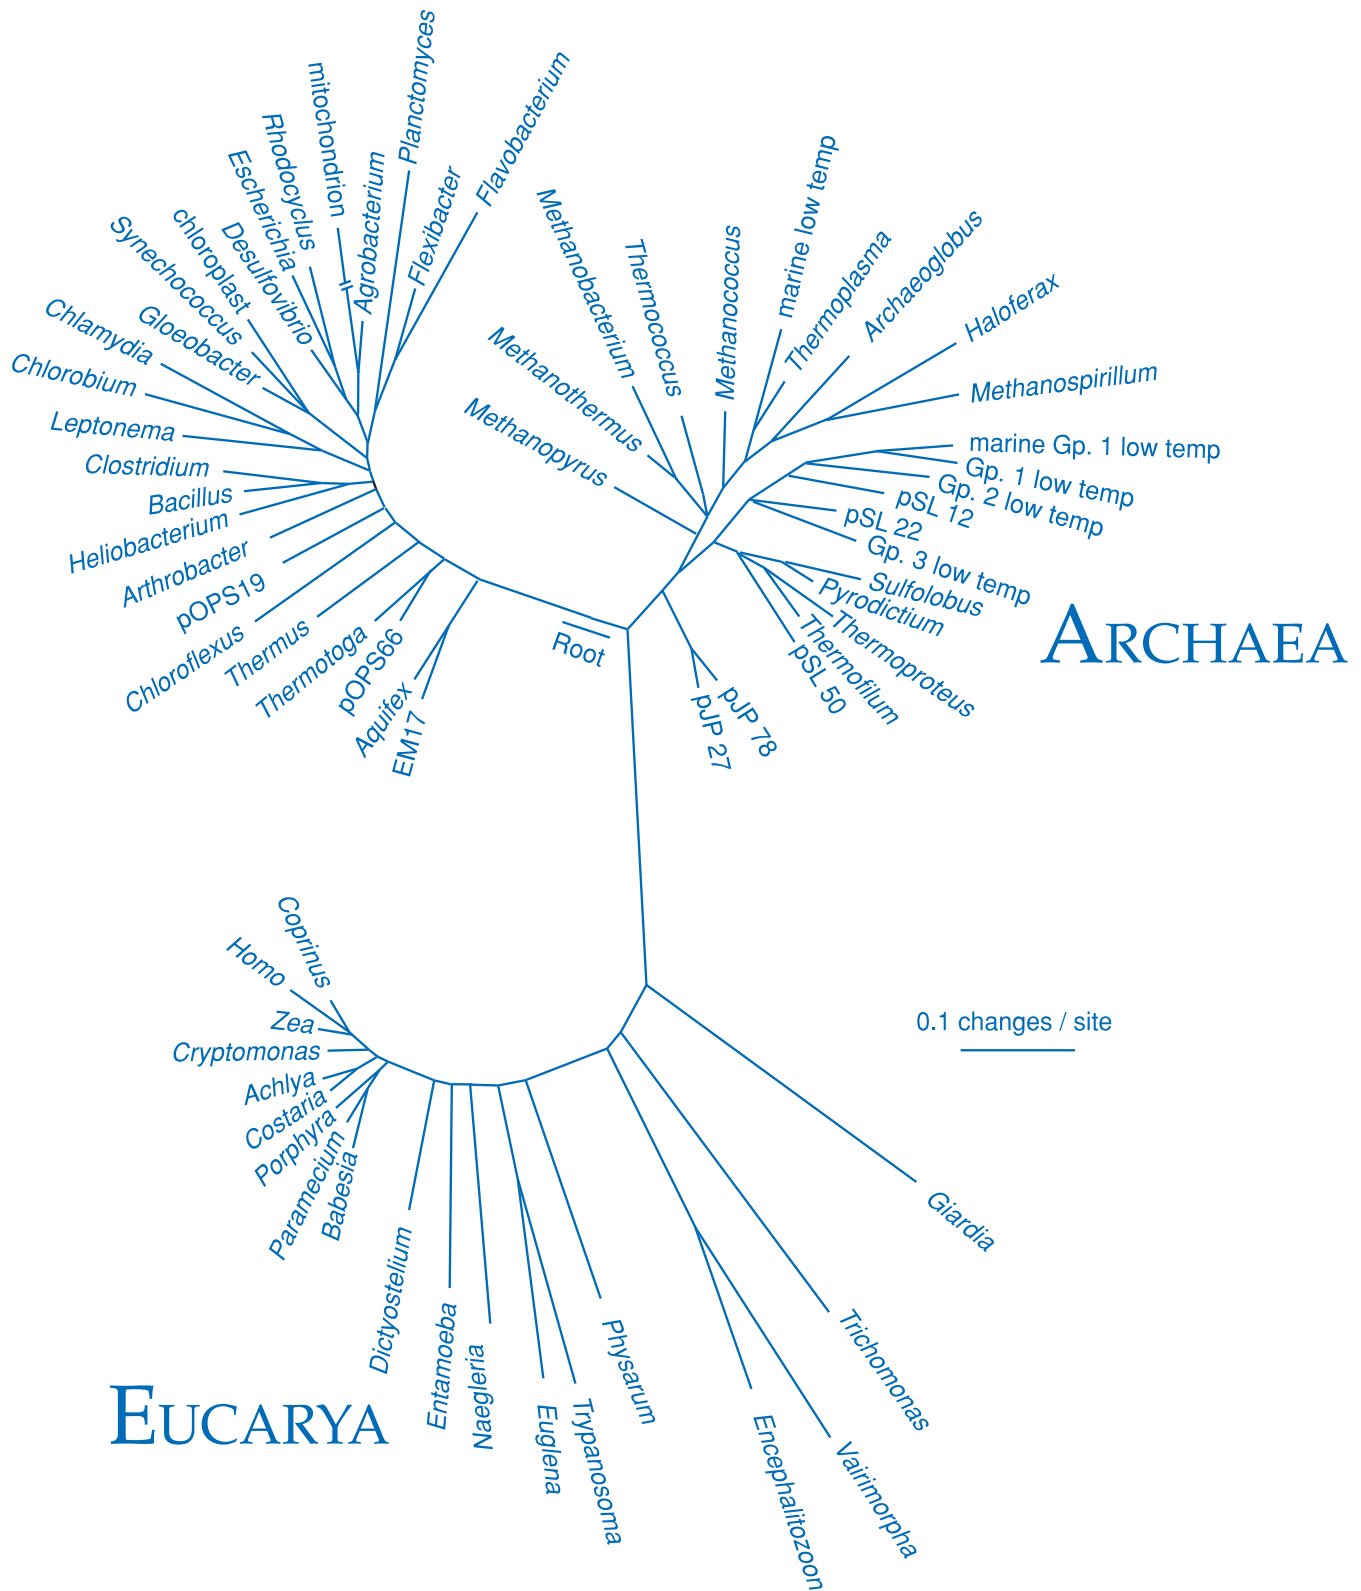 Planctomyces
Flavobacterium
mitochondrion
Rhodocyclus
Escherichia
Agrobacterium
Flexibacter
Desulfovibrio
chloroplast
Synechococcus
Gloeobacter
Chlamydia
Chlorobium
Leptonema
Clostridium
Bacillus
Heliobacterium
Arthrobacter
pOPS19
Chloroflexus
Thermus
Thermotoga
pOPS66
Aquifex
EM17
Root
Methanopyrus
Methanothermus
Methanobacterium
Thermococcus
Methanococcus
marine low temp
Thermoplasma
Archaeoglobus
Haloferax
Methanospirillum
marine Gp. 1 low temp
Gp. 1 low temp
Gp. 2 low temp
pSL 12
pSL 22
Gp. 3 low temp
Sulfolobus
Pyrodictium
Thermoproteus
Thermofilum
pSL 50
pJP 78
pJP 27
ARCHAEA
Coprinus
Homo
Zea
Cryptomonas
Achlya
Costaria
Porphyra
Paramecium
Babesia
Dictyostelium
Entamoeba
Naegleria
Euglena
Trypanosoma
Physarum
Encephalitozoon
Vairimorpha
Trichomonas
Giardia
0.1 changes / site
EUCARYA